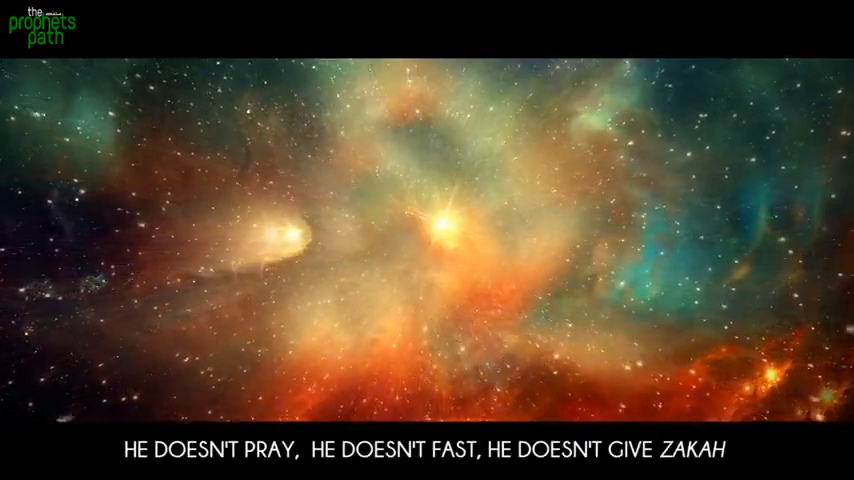 the
prophets
path
HE DOESN'T PRAY,  HE DOESN'T FAST, HE DOESN'T GIVE ZAKAH